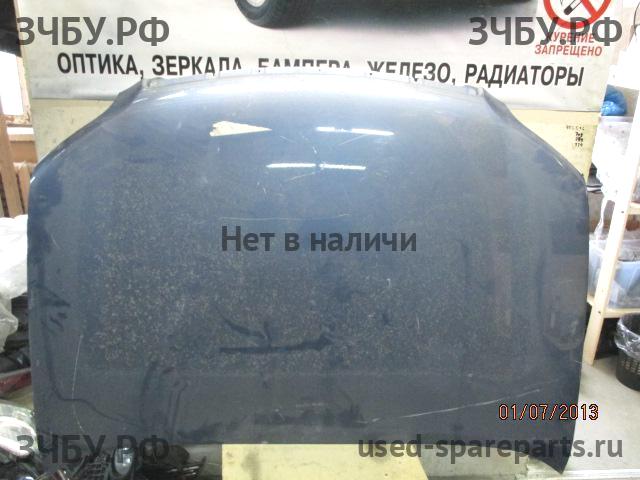 ЗЧБУ.РФ
ЗЧБУ.РФ
КУРЕНИЕ
ЗАПРЕЩЕНО
ОПТИКА, ЗЕРКАЛА, БАМПЕРА, ЖЕЛЕЗО, РАДИАТОРЫ
Нет в наличи
01/07/2013
ЗЧБУ.РФ
used-spareparts.ru